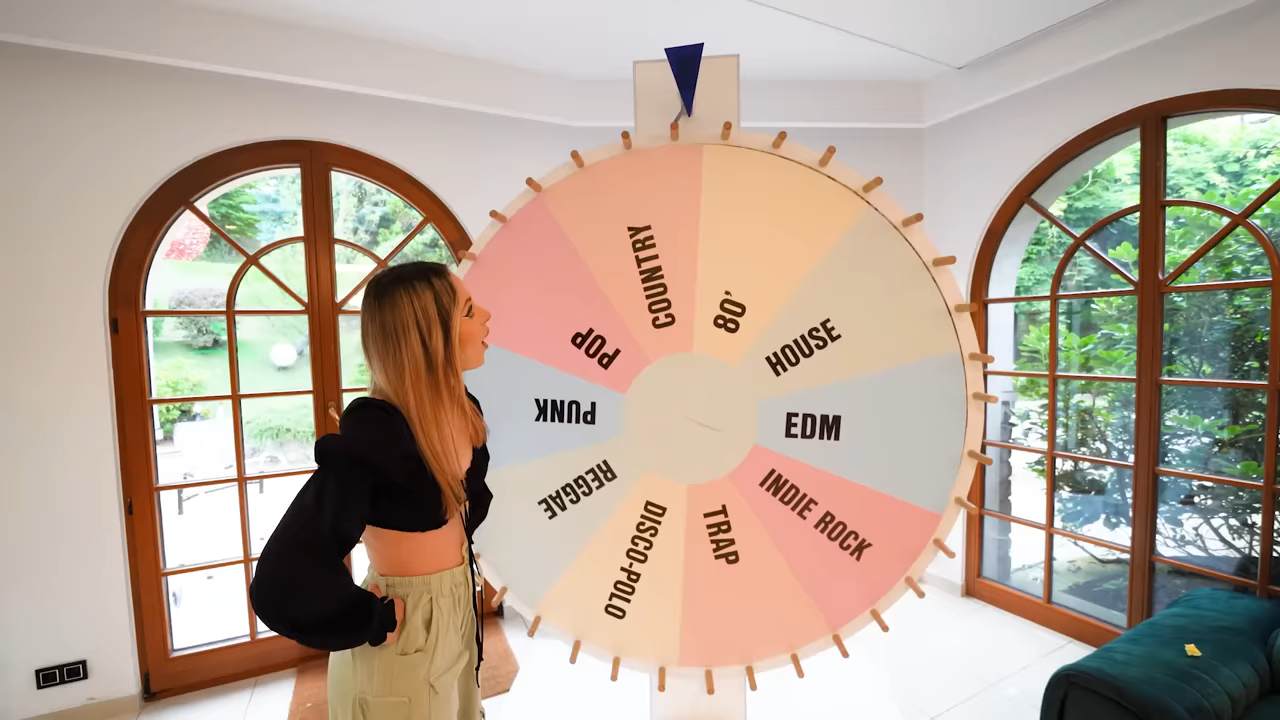 COUNTRY
80'
HOUSE
EDM
INDIE ROCK
TRAP
DISCO-POLO
REGGAE
PUNK
POP